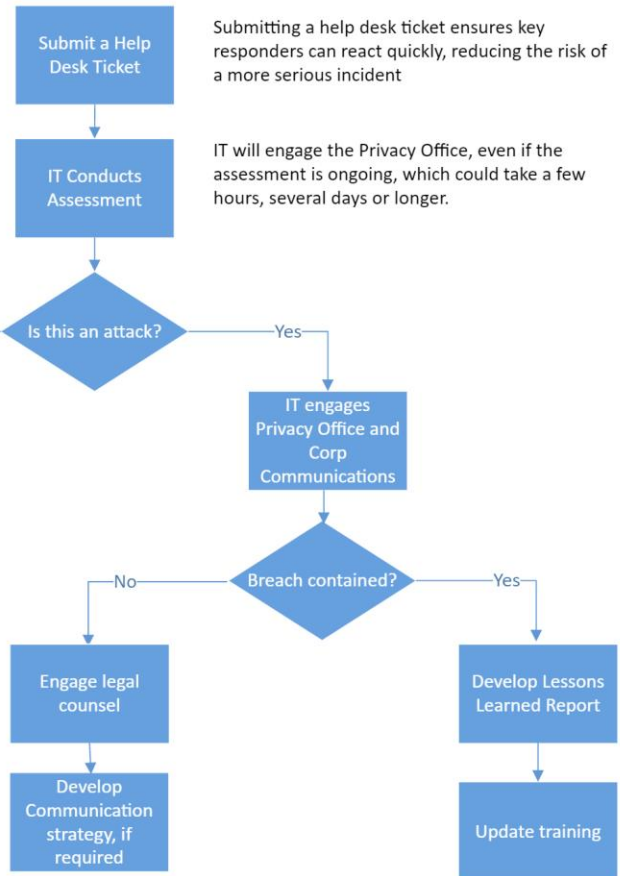 Submit a Help
Desk Ticket
Submitting a help desk ticket ensures key
responders can react quickly, reducing the risk of
a more serious incident
IT Conducts
Assessment
IT will engage the Privacy Office, even if the
assessment is ongoing, which could take a few
hours, several days or longer.
Is this an attack?
Yes
IT engages
Privacy Office and
Corp
Communications
Breach contained?
No
Yes
Engage legal
counsel
Develop Lessons
Learned Report
Develop
Communication
strategy, if
required
Update training